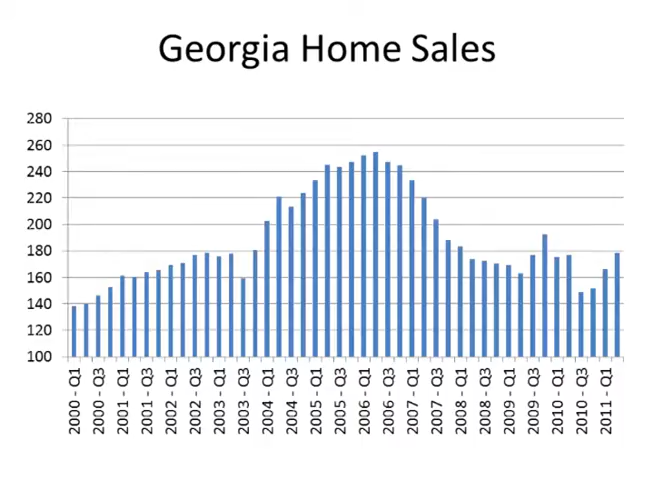 Georgia Home Sales
280
260
240
220
200
180
160
140
120
100
2000 - Q1
2000 - Q3
2001 - Q1
2001 - Q3
2002 - Q1
2002 - Q3
2003 - Q1
2003 - Q3
2004 - Q1
2004 - Q3
2005 - Q1
2005 - Q3
2006 - Q1
2006 - Q3
2007 - Q1
2007 - Q3
2008 - Q1
2008 - Q3
2009 - Q1
2009 - Q3
2010 - Q1
2010 - Q3
2011 - Q1